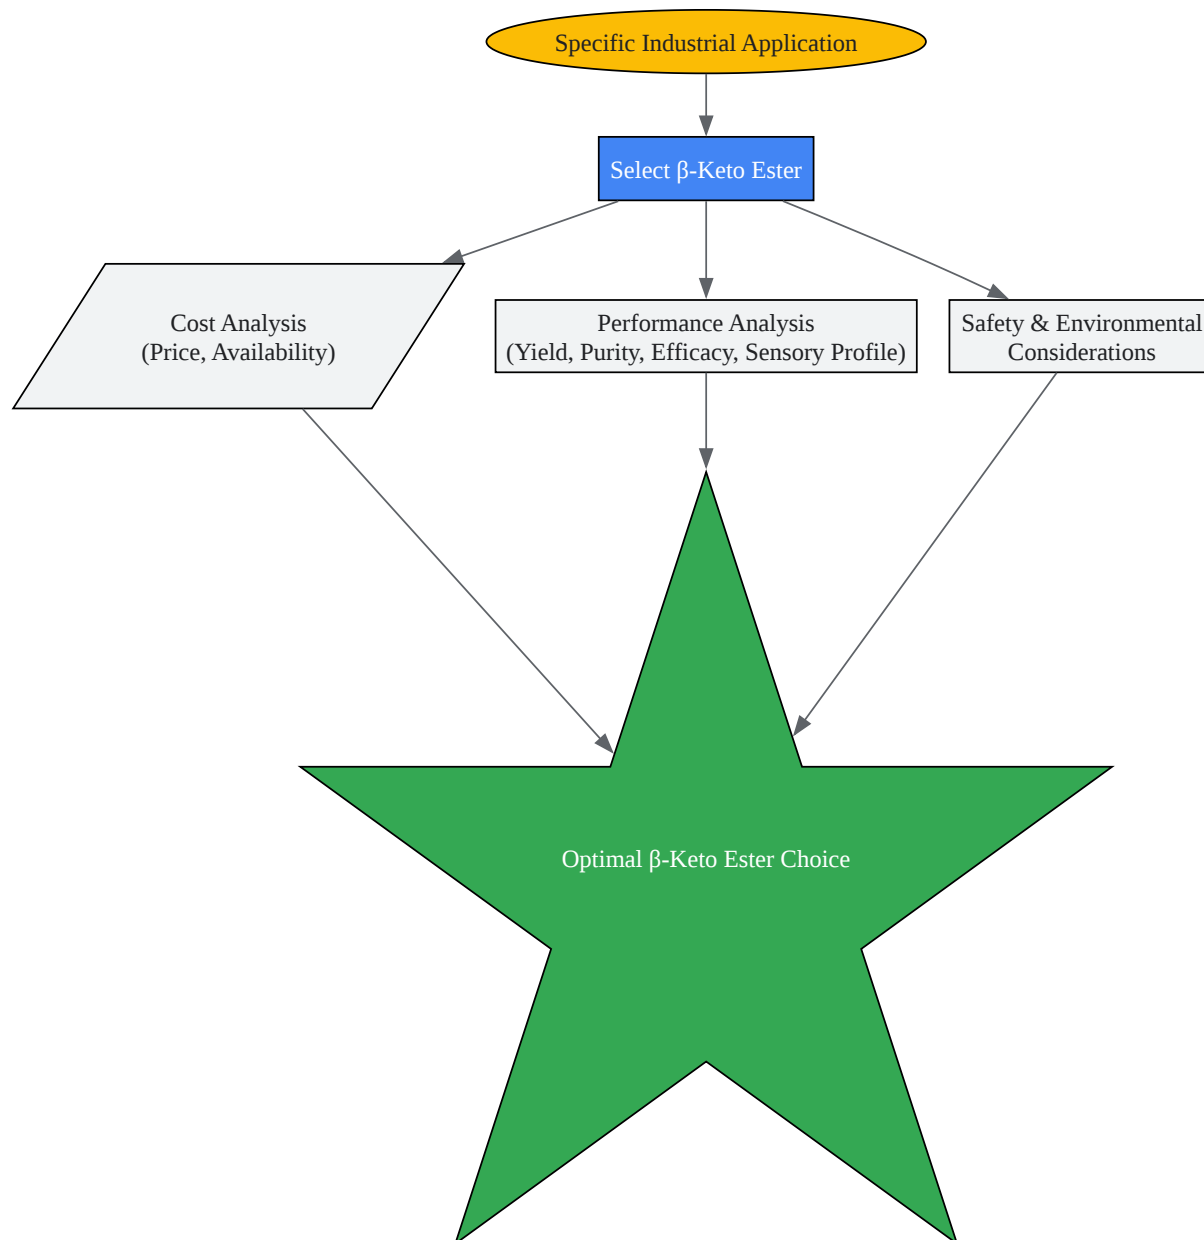 Specific Industrial Application
Select β-Keto Ester
Cost Analysis
(Price, Availability)
Performance Analysis
(Yield, Purity, Efficacy, Sensory Profile)
Safety & Environmental
Considerations
Optimal β-Keto Ester Choice